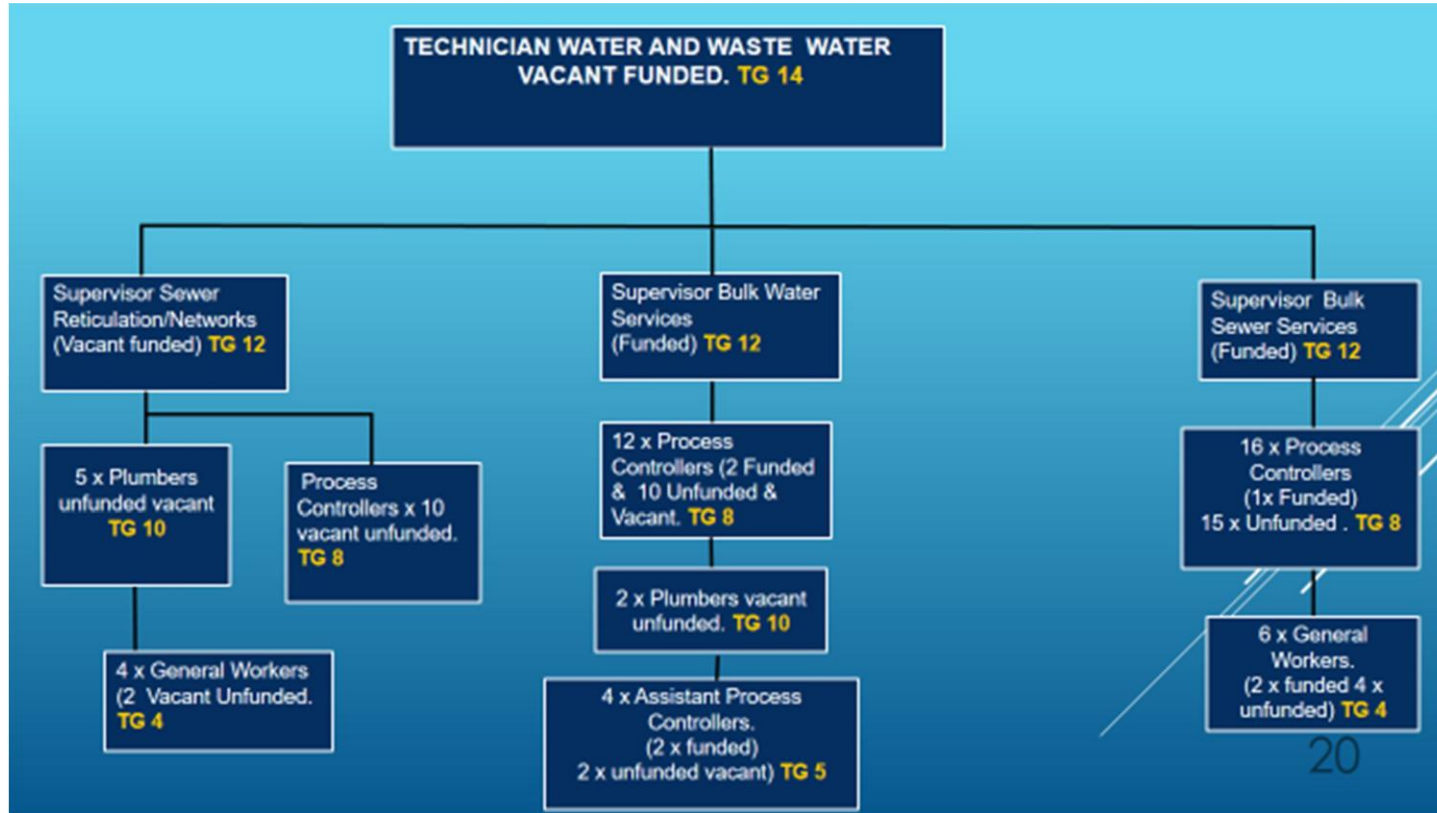 TECHNICIAN WATER AND WASTE WATER
VACANT FUNDED. TG 14
Supervisor Sewer
Reticulation/Networks
(Vacant funded) TG 12
5 x Plumbers
unfunded vacant
TG 10
Process
Controllers x 10
vacant unfunded.
TG 8
4 x General Workers
(2 Vacant Unfunded.
TG 4
Supervisor Bulk Water
Services
(Funded) TG 12
12 x Process
Controllers (2 Funded
& 10 Unfunded &
Vacant. TG 8
2 x Plumbers vacant
unfunded. TG 10
4 x Assistant Process
Controllers.
(2 x funded)
2 x unfunded vacant) TG 5
Supervisor Bulk
Sewer Services
(Funded) TG 12
16 x Process
Controllers
(1x Funded)
15 x Unfunded . TG 8
6 x General
Workers.
(2 x funded 4 x
unfunded) TG 4
20